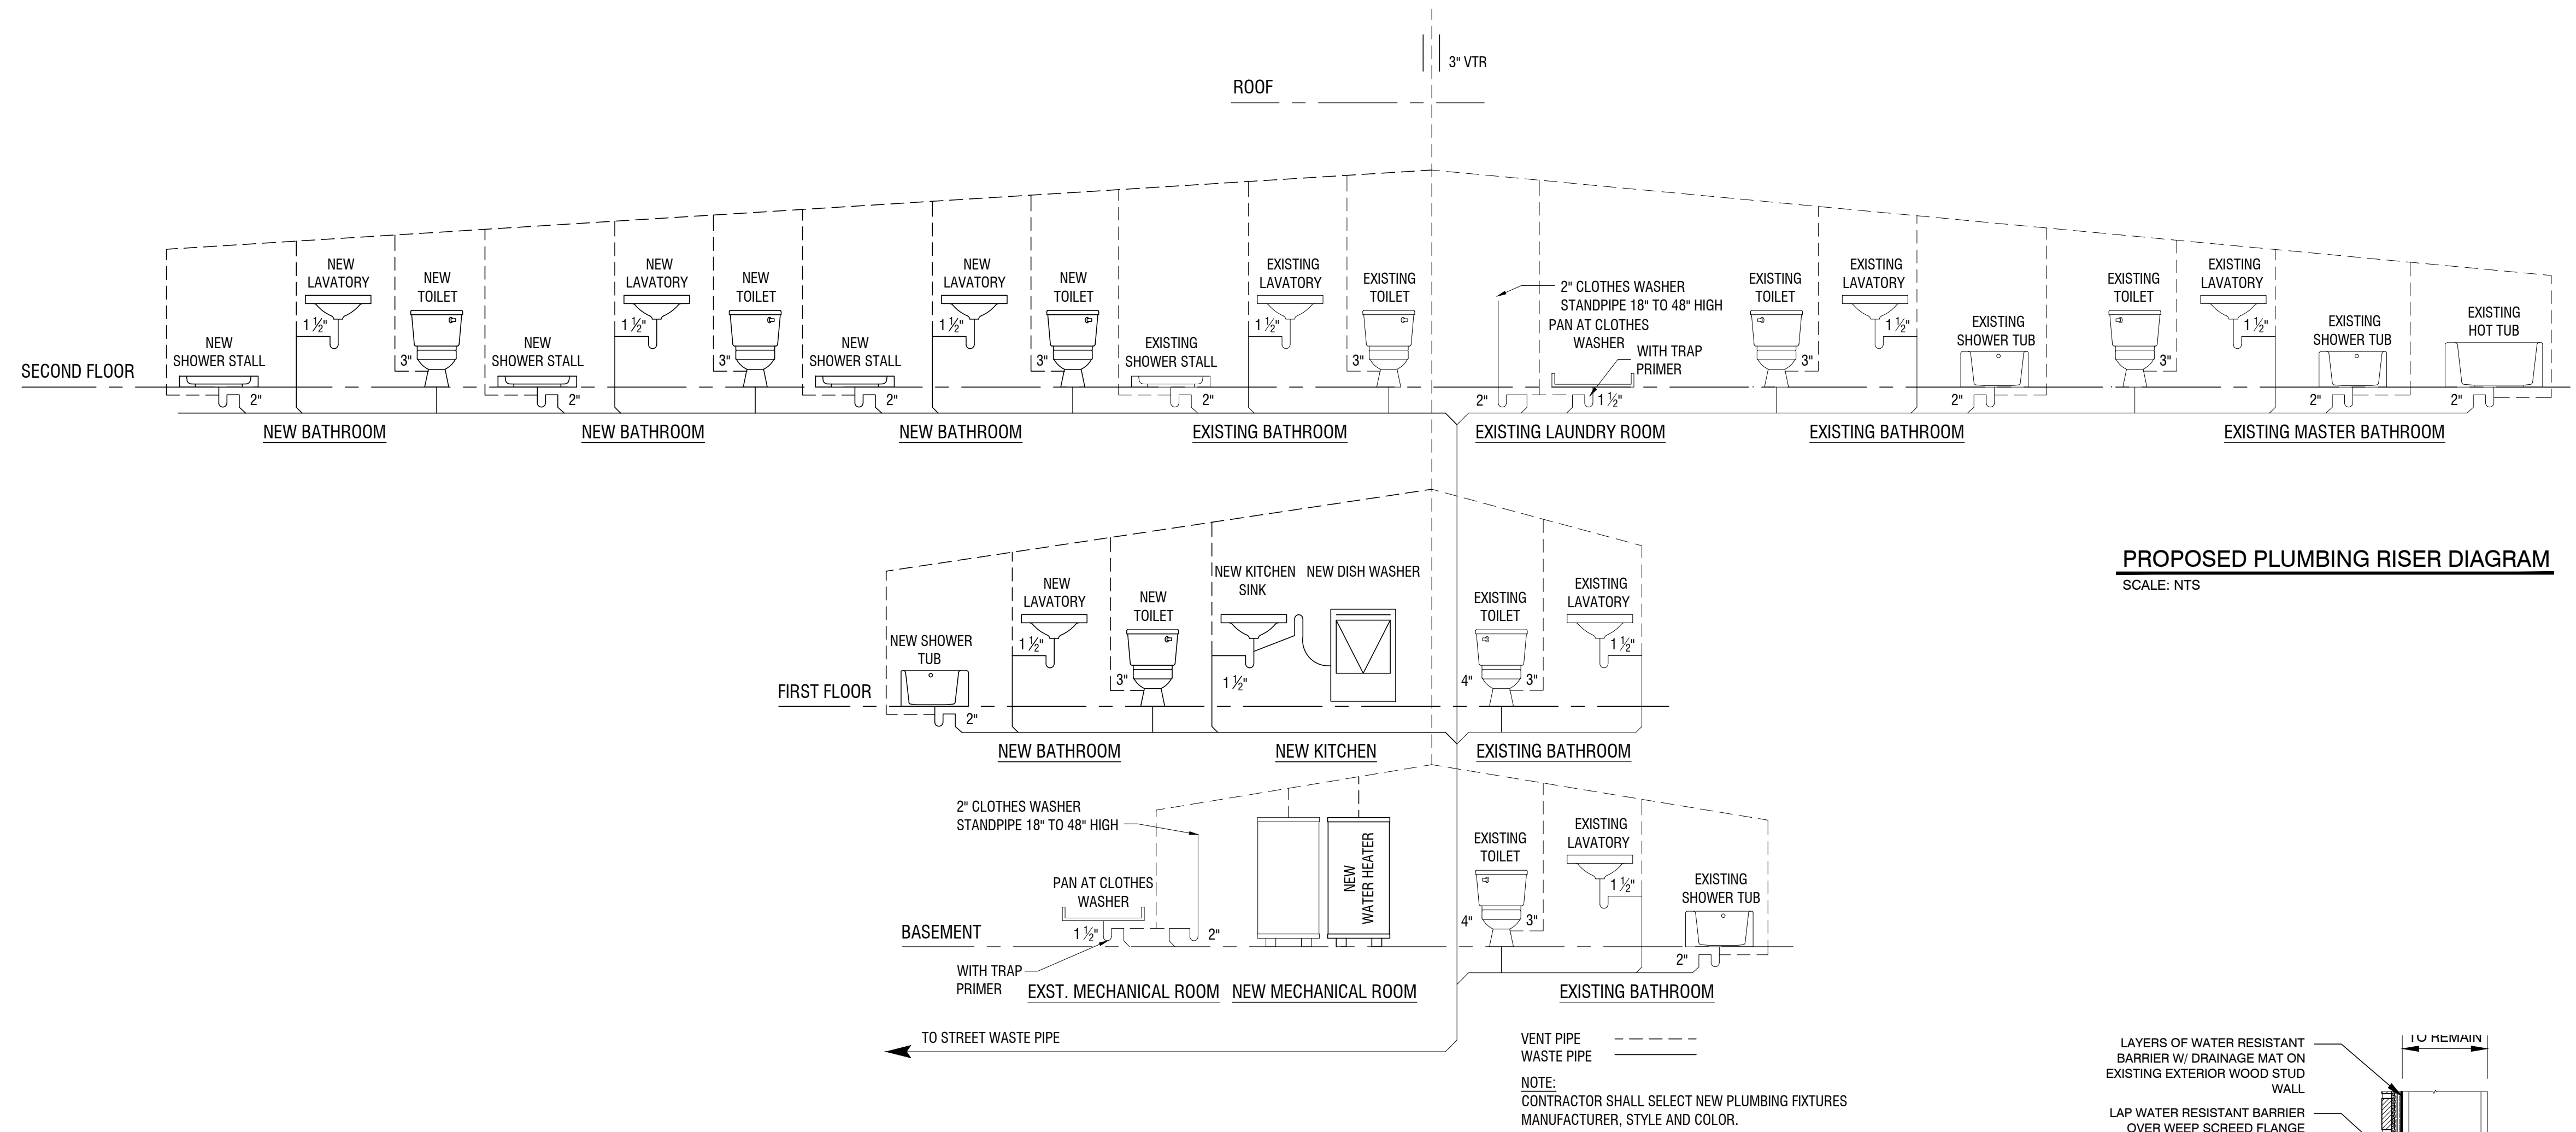 3" VTR
ROOF
NEW
LAVATORY
NEW
TOILET
NEW
SHOWER STALL
1 ½"
3"
2"
NEW BATHROOM
NEW
LAVATORY
NEW
TOILET
NEW
SHOWER STALL
1 ½"
3"
2"
NEW BATHROOM
NEW
LAVATORY
NEW
TOILET
NEW
SHOWER STALL
1 ½"
3"
2"
NEW BATHROOM
EXISTING
LAVATORY
EXISTING
TOILET
EXISTING
SHOWER STALL
1 ½"
3"
2"
EXISTING BATHROOM
2" CLOTHES WASHER
STANDPIPE 18" TO 48" HIGH
PAN AT CLOTHES
WASHER
WITH TRAP
PRIMER
2"
1 ½"
EXISTING LAUNDRY ROOM
EXISTING
TOILET
EXISTING
LAVATORY
EXISTING
SHOWER TUB
3"
1 ½"
2"
EXISTING BATHROOM
EXISTING
TOILET
EXISTING
LAVATORY
EXISTING
SHOWER TUB
EXISTING
HOT TUB
3"
1 ½"
2"
2"
EXISTING MASTER BATHROOM
SECOND FLOOR
PROPOSED PLUMBING RISER DIAGRAM
SCALE: NTS
NEW
LAVATORY
NEW
TOILET
NEW SHOWER
TUB
1 ½"
3"
2"
NEW BATHROOM
NEW KITCHEN
SINK
NEW DISH WASHER
1 ½"
NEW KITCHEN
EXISTING
TOILET
EXISTING
LAVATORY
4"
3"
1 ½"
EXISTING BATHROOM
FIRST FLOOR
2" CLOTHES WASHER
STANDPIPE 18" TO 48" HIGH
PAN AT CLOTHES
WASHER
1 ½"
2"
WITH TRAP
PRIMER
EXST. MECHANICAL ROOM
NEW
WATER HEATER
NEW MECHANICAL ROOM
EXISTING
TOILET
EXISTING
LAVATORY
EXISTING
SHOWER TUB
4"
3"
1 ½"
2"
EXISTING BATHROOM
BASEMENT
TO STREET WASTE PIPE
VENT PIPE
WASTE PIPE
NOTE:
CONTRACTOR SHALL SELECT NEW PLUMBING FIXTURES
MANUFACTURER, STYLE AND COLOR.
TO REMAIN
LAYERS OF WATER RESISTANT
BARRIER W/ DRAINAGE MAT ON
EXISTING EXTERIOR WOOD STUD
WALL
LAP WATER RESISTANT BARRIER
OVER WEEP SCREED FLANGE